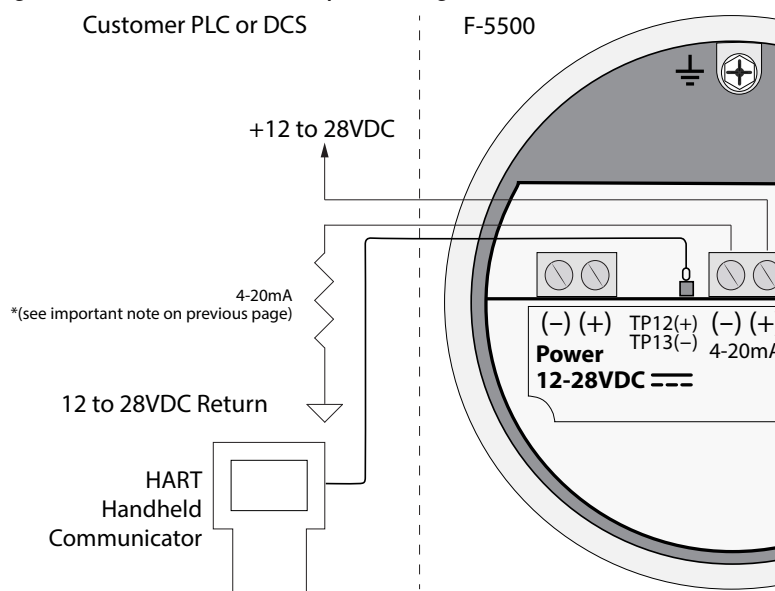 Customer PLC or DCS
F-5500
+12 to 28VDC
4-20mA
*(see important note on previous page)
12 to 28VDC Return
HART
Handheld
Communicator
(−) (+)
TP12(+)
TP13(−)
(−) (+
4-20mA
Power
12-28VDC